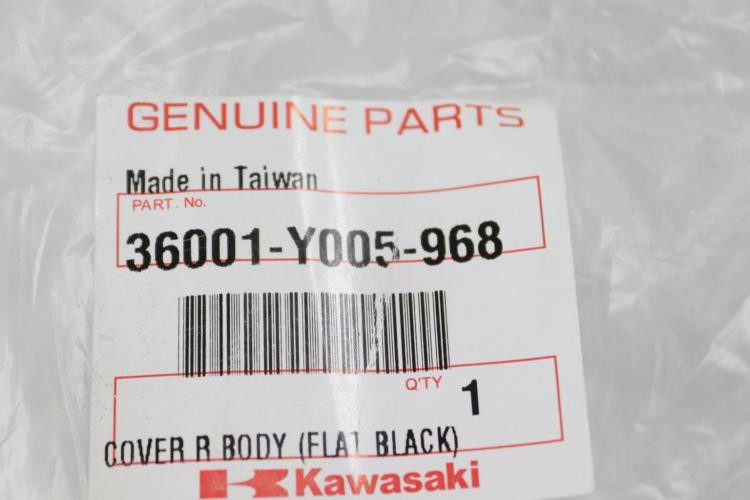 GENUINE PARTS
Made in Taiwan
PART. No.
36001-Y005-968
Q'TY 1
COVER R BODY (FLAT BLACK)
Kawasaki